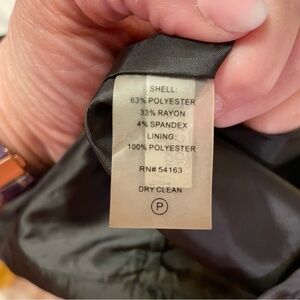 SHELL:
63% POLYESTER
33% RAYON
4% SPANDEX
LINING:
100% POLYESTER
RN# 54163
DRY CLEAN
P